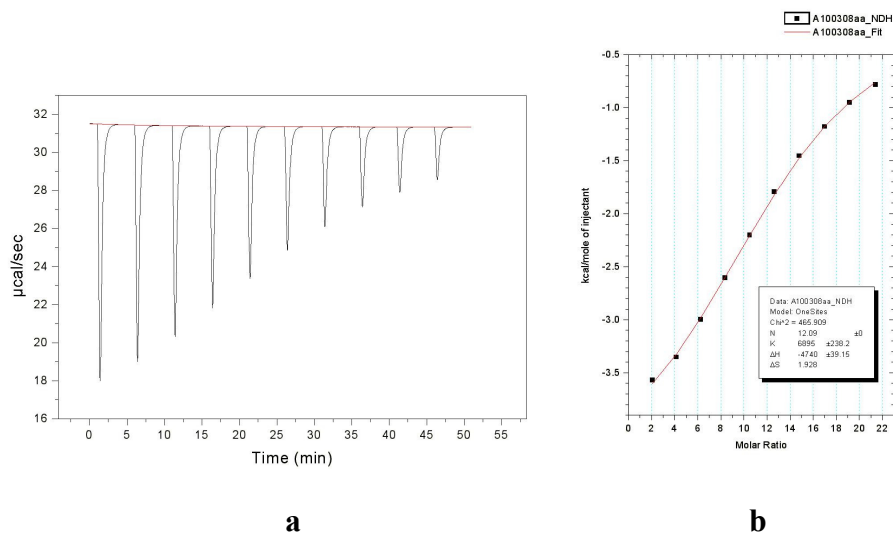 A100308aa_NDH
A100308aa_Fit
32
30
28
26
24
22
20
18
16
µcal/sec
0 5 10 15 20 25 30 35 40 45 50 55
Time (min)
a
-0.5
-1.0
-1.5
-2.0
-2.5
-3.0
-3.5
kcal/mole of injectant
Data: A100308aa_NDH
Model: OneSites
Chi^2 = 465.909
N 12.09 ±0
K 6895 ±238.2
ΔH -4740 ±39.15
ΔS 1.928
0 2 4 6 8 10 12 14 16 18 20 22
Molar Ratio
b